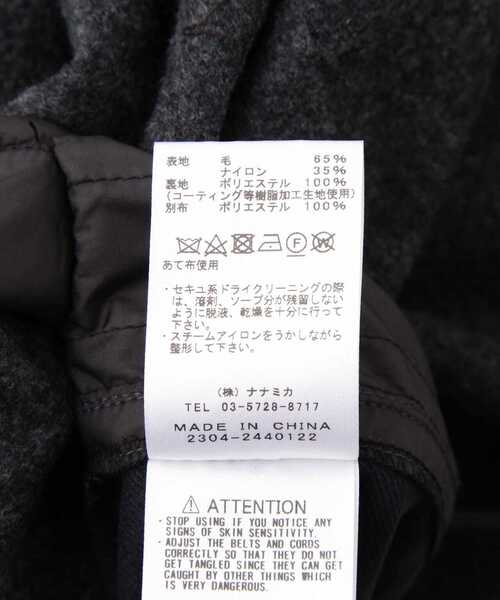 表地 毛 65%
ナイロン 35%
裏地 ポリエステル 100%
(コーティング等樹脂加工生地使用)
別布 ポリエステル 100%
あて布使用
・セキユ系ドライクリーニングの際
は、溶剤、ソープ分が残留しない
ように脱液、乾燥を十分に行って
下さい。
・スチームアイロンをうかしながら
整形して下さい。
(株) ナナミカ
TEL 03-5728-8717
MADE IN CHINA
2304-2440122
⚠ ATTENTION
・STOP USING IF YOU NOTICE ANY
SIGNS OF SKIN SENSITIVITY.
・ADJUST THE BELTS AND CORDS
CORRECTLY SO THAT THEY DO NOT
GET TANGLED SINCE THEY CAN GET
CAUGHT BY OTHER THINGS WHICH
IS VERY DANGEROUS.